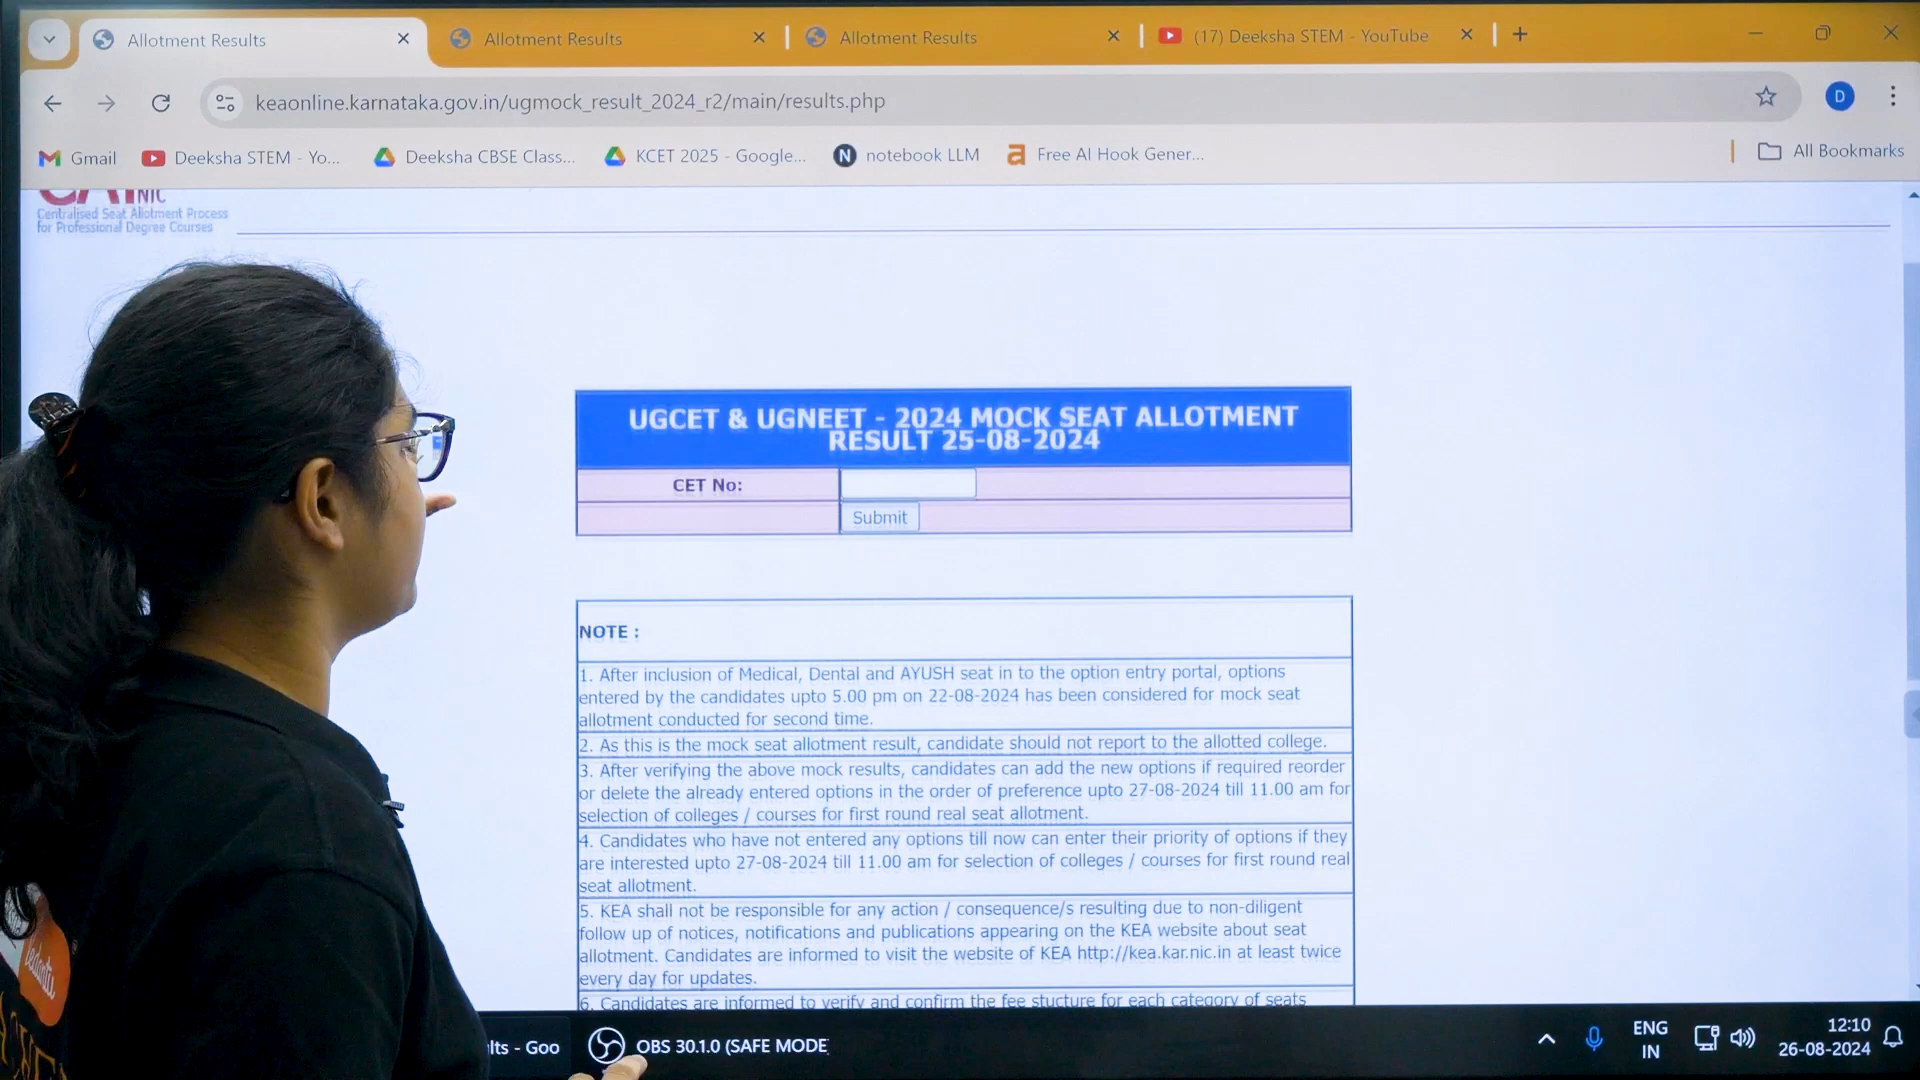 Allotment Results
Allotment Results
Allotment Results
(17) Deeksha STEM - YouTube
keaonline.karnataka.gov.in/ugmock_result_2024_r2/main/results.php
D
Gmail
Deeksha STEM - Yo...
Deeksha CBSE Class...
KCET 2025 - Google...
N
notebook LLM
a
Free AI Hook Gener...
All Bookmarks
NIC
Centralised Seat Allotment Process
for Professional Degree Courses
UGCET & UGNEET - 2024 MOCK SEAT ALLOTMENT
RESULT 25-08-2024
CET No:
Submit
NOTE :
1. After inclusion of Medical, Dental and AYUSH seat in to the option entry portal, options
entered by the candidates upto 5.00 pm on 22-08-2024 has been considered for mock seat
allotment conducted for second time.
2. As this is the mock seat allotment result, candidate should not report to the allotted college.
3. After verifying the above mock results, candidates can add the new options if required reorder
or delete the already entered options in the order of preference upto 27-08-2024 till 11.00 am for
selection of colleges / courses for first round real seat allotment.
4. Candidates who have not entered any options till now can enter their priority of options if they
are interested upto 27-08-2024 till 11.00 am for selection of colleges / courses for first round real
seat allotment.
5. KEA shall not be responsible for any action / consequence/s resulting due to non-diligent
follow up of notices, notifications and publications appearing on the KEA website about seat
allotment. Candidates are informed to visit the website of KEA http://kea.kar.nic.in at least twice
every day for updates.
6. Candidates are informed to verify and confirm the fee stucture for each category of seats
lts - Goo
OBS 30.1.0 (SAFE MODE
ENG
IN
12:10
26-08-2024
Vedantu